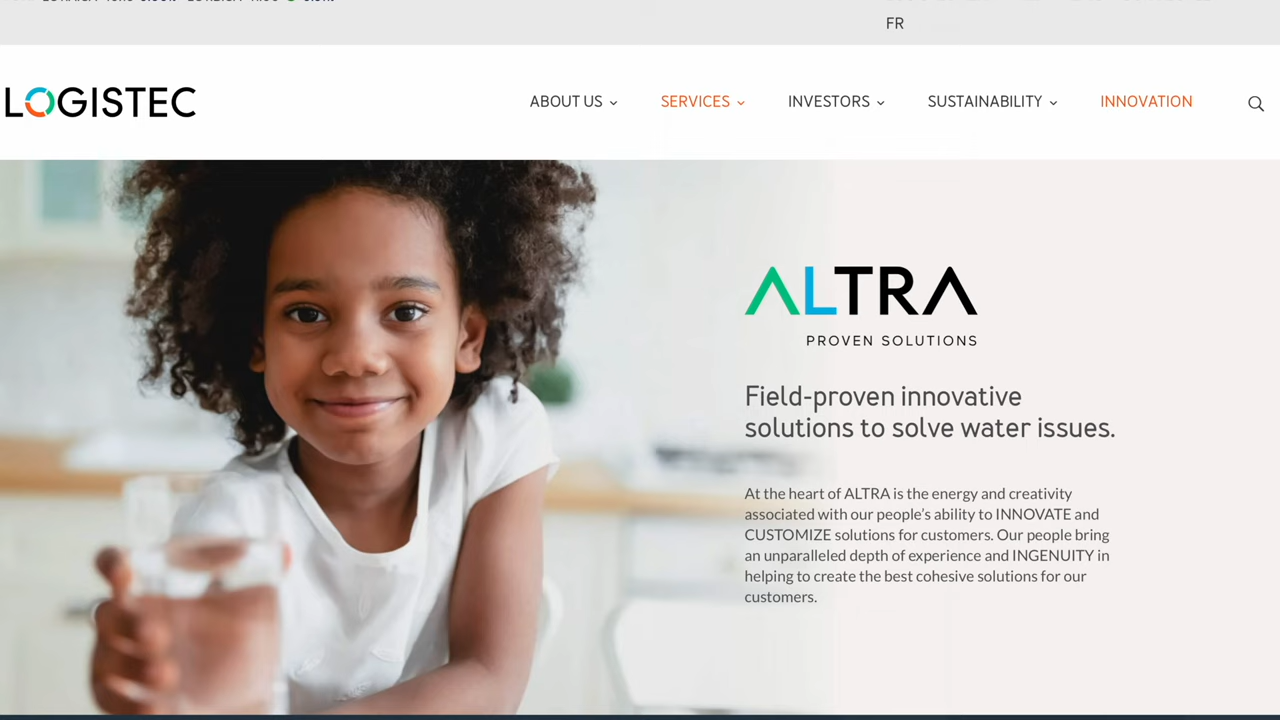 FR
LOGISTEC
ABOUT US
SERVICES
INVESTORS
SUSTAINABILITY
INNOVATION
ALTRA
PROVEN SOLUTIONS
Field-proven innovative
solutions to solve water issues.
At the heart of ALTRA is the energy and creativity
associated with our people's ability to INNOVATE and
CUSTOMIZE solutions for customers. Our people bring
an unparalleled depth of experience and INGENUITY in
helping to create the best cohesive solutions for our
customers.